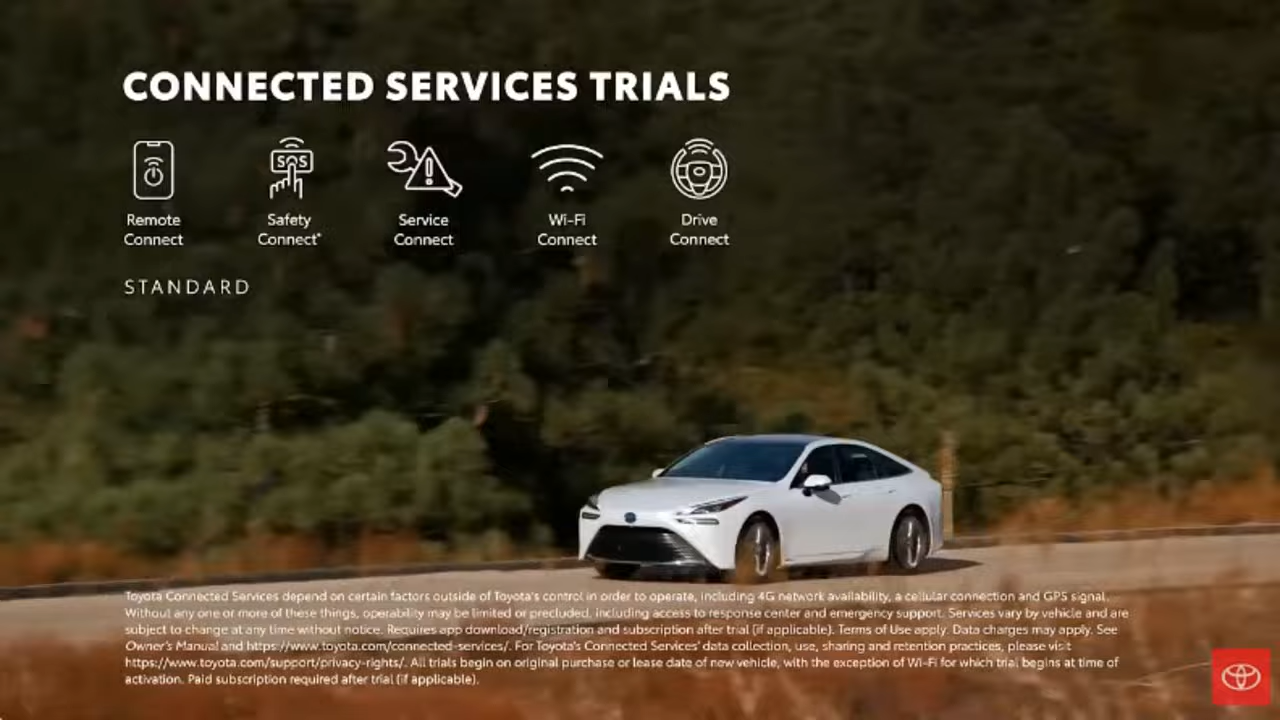 CONNECTED SERVICES TRIALS
SOS
Remote Connect
Safety Connect*
Service Connect
Wi-Fi Connect
Drive Connect
STANDARD
Toyota Connected Services depend on certain factors outside of Toyota's control in order to operate, including 4G network availability, a cellular connection and GPS signal.
Without any one or more of these things, operability may be limited or precluded, including access to response center and emergency support. Services vary by vehicle and are
subject to change at any time without notice. Requires app download/registration and subscription after trial (if applicable). Terms of Use apply. Data charges may apply. See
Owner's Manual and https://www.toyota.com/connected-services/. For Toyota's Connected Services' data collection, use, sharing and retention practices, please visit
https://www.toyota.com/support/privacy-rights/. All trials begin on original purchase or lease date of new vehicle, with the exception of Wi-Fi for which trial begins at time of
activation. Paid subscription required after trial (if applicable).